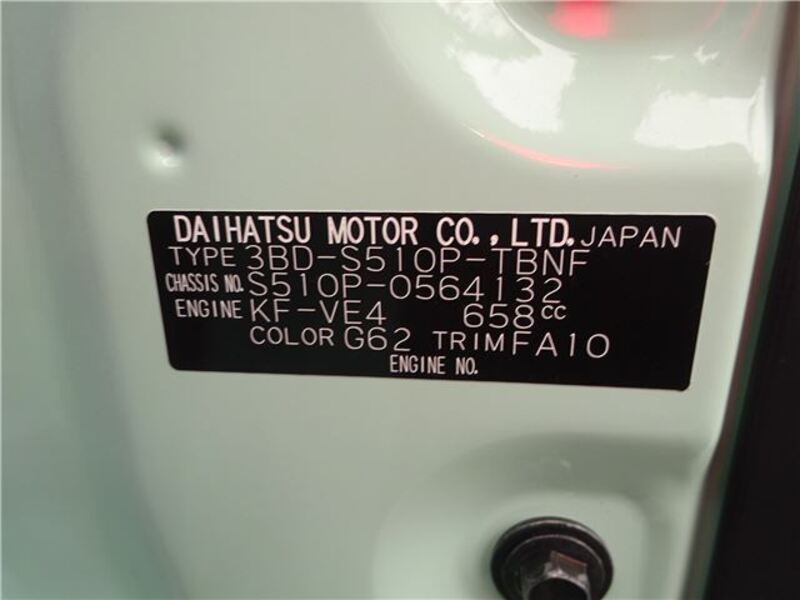 DAIHATSU MOTOR CO., LTD. JAPAN
TYPE 3BD-S510P-TBNF
CHASSIS NO. S510P-0564132
ENGINE KF-VE4 658cc
COLOR G62 TRIM FA10
ENGINE NO.